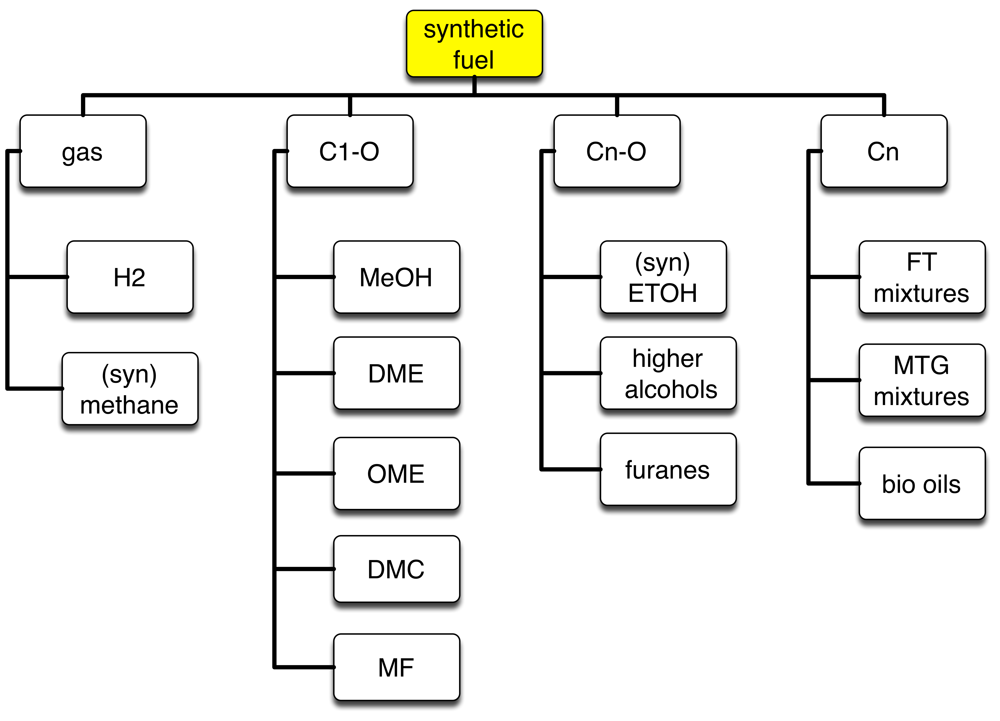 synthetic
fuel
gas
C1-O
Cn-O
Cn
H2
(syn)
methane
MeOH
DME
OME
DMC
MF
(syn)
ETOH
higher
alcohols
furanes
FT
mixtures
MTG
mixtures
bio oils